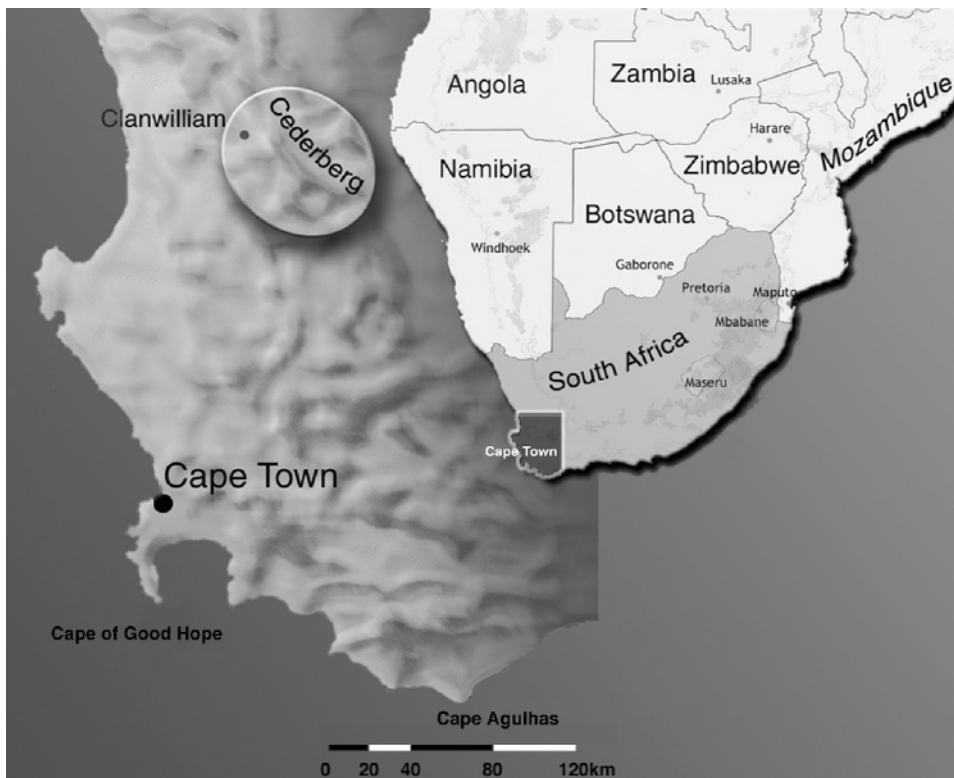 Angola
Zambia
Lusaka
Mozambique
Clanwilliam
Cederberg
Harare
Namibia
Zimbabwe
Botswana
Windhoek
Gaborone
Pretoria
Maputo
Mbabane
South Africa
Maseru
Cape Town
Cape Town
Cape of Good Hope
Cape Agulhas
0 20 40 80 120km